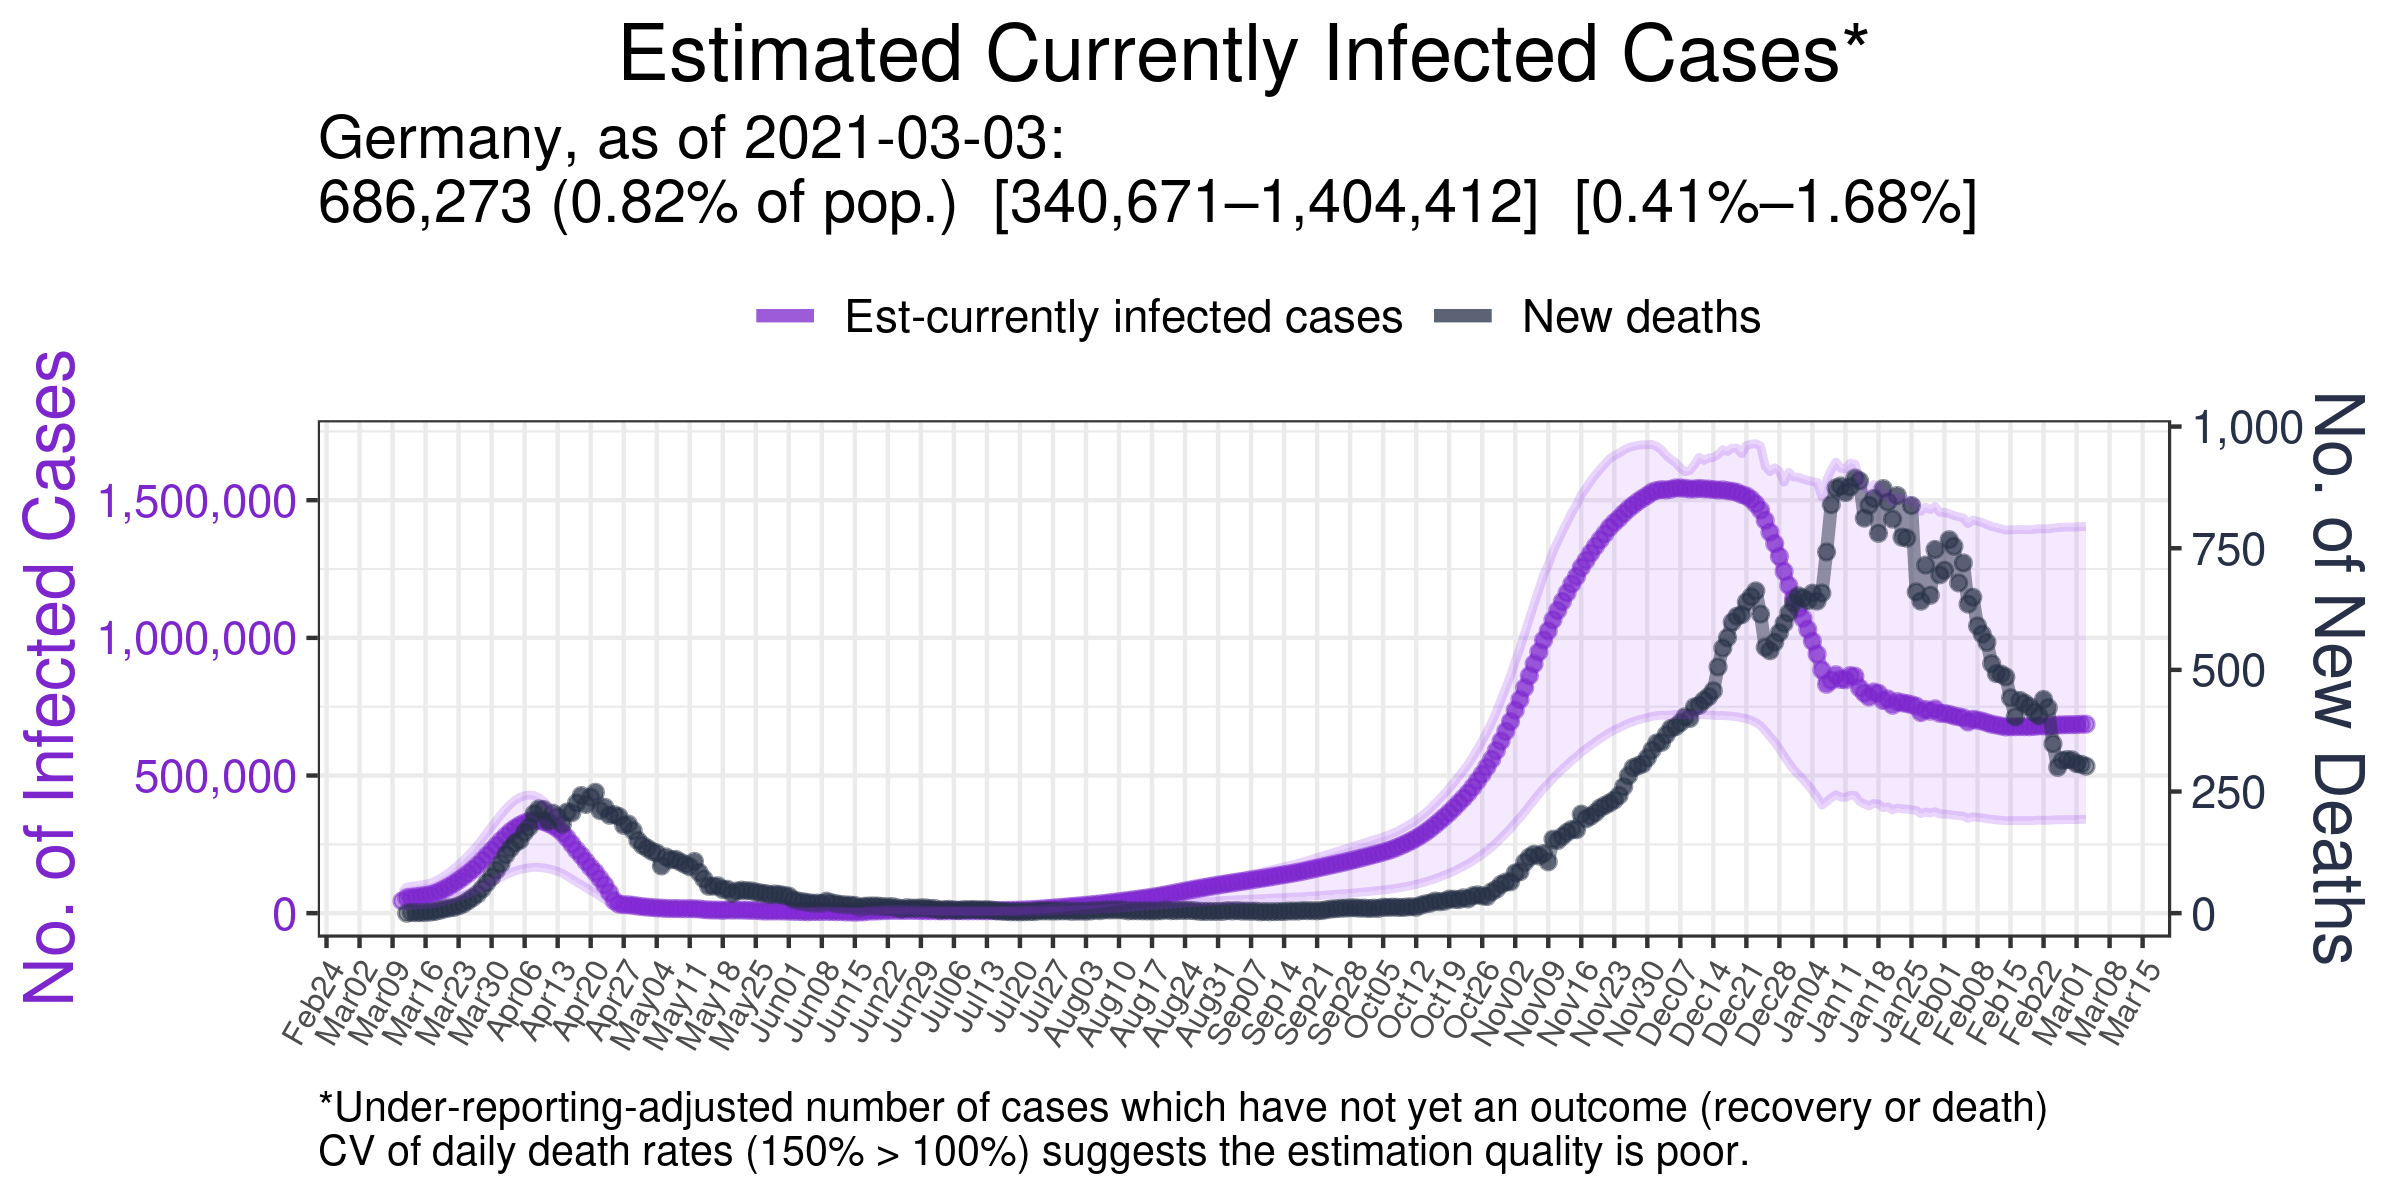 Estimated Currently Infected Cases*
Germany, as of 2021-03-03:
686,273 (0.82% of pop.)  [340,671–1,404,412]  [0.41%–1.68%]
Est-currently infected cases
New deaths
No. of Infected Cases
1,500,000
1,000,000
500,000
0
1,000
750
500
250
0
No. of New Deaths
Feb24
Mar02
Mar09
Mar16
Mar23
Mar30
Apr06
Apr13
Apr20
Apr27
May04
May11
May18
May25
Jun01
Jun08
Jun15
Jun22
Jun29
Jul06
Jul13
Jul20
Jul27
Aug03
Aug10
Aug17
Aug24
Aug31
Sep07
Sep14
Sep21
Sep28
Oct05
Oct12
Oct19
Oct26
Nov02
Nov09
Nov16
Nov23
Nov30
Dec07
Dec14
Dec21
Dec28
Jan04
Jan11
Jan18
Jan25
Feb01
Feb08
Feb15
Feb22
Mar01
Mar08
Mar15
*Under-reporting-adjusted number of cases which have not yet an outcome (recovery or death)
CV of daily death rates (150% > 100%) suggests the estimation quality is poor.